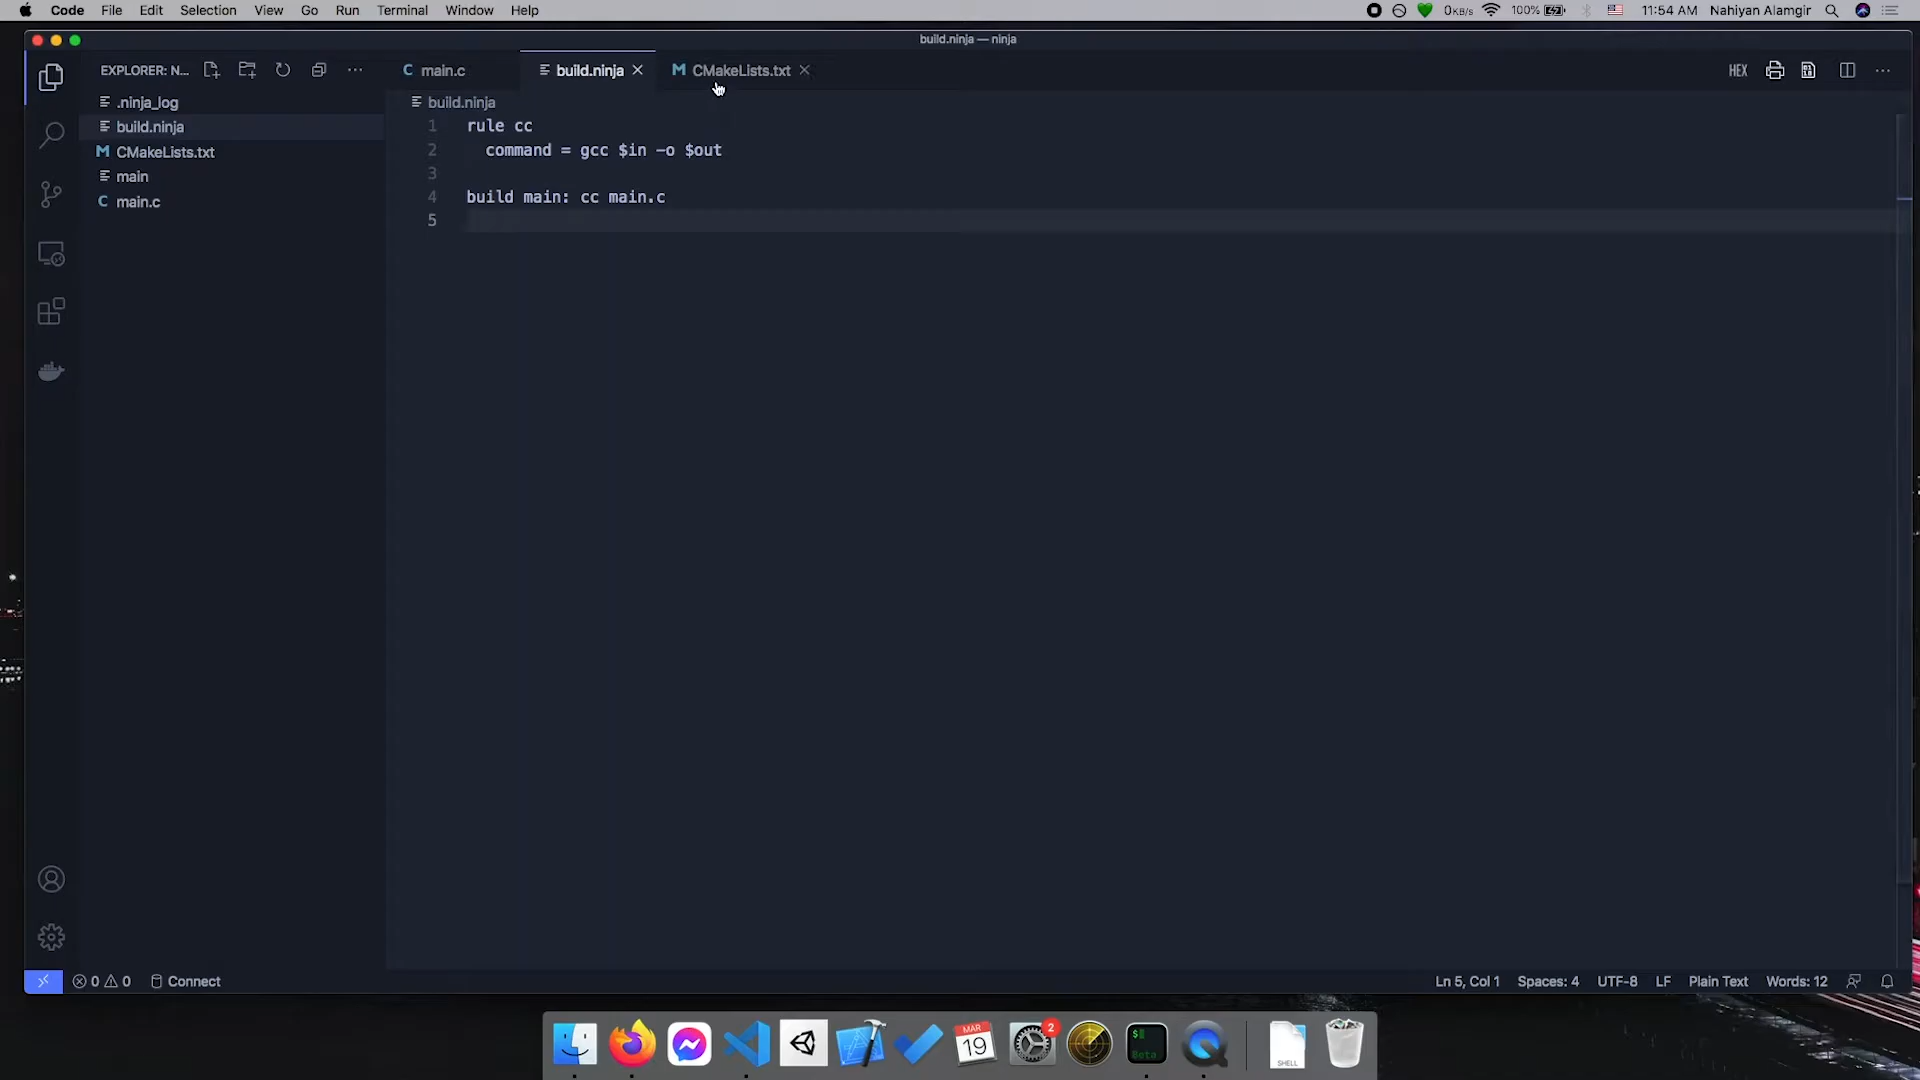 Code File Edit Selection View Go Run Terminal Window Help 0KB/s 100% 11:54 AM Nahiyan Alamgir
build.ninja — ninja
EXPLORER: N... ··· C main.c build.ninja M CMakeLists.txt HEX ···
.ninja_log
build.ninja
M CMakeLists.txt
main
C main.c
build.ninja
1 rule cc
2 command = gcc $in -o $out
3
4 build main: cc main.c
5
0 0 Connect Ln 5, Col 1 Spaces: 4 UTF-8 LF Plain Text Words: 12
MAR
19
2
$
Beta
SHELL